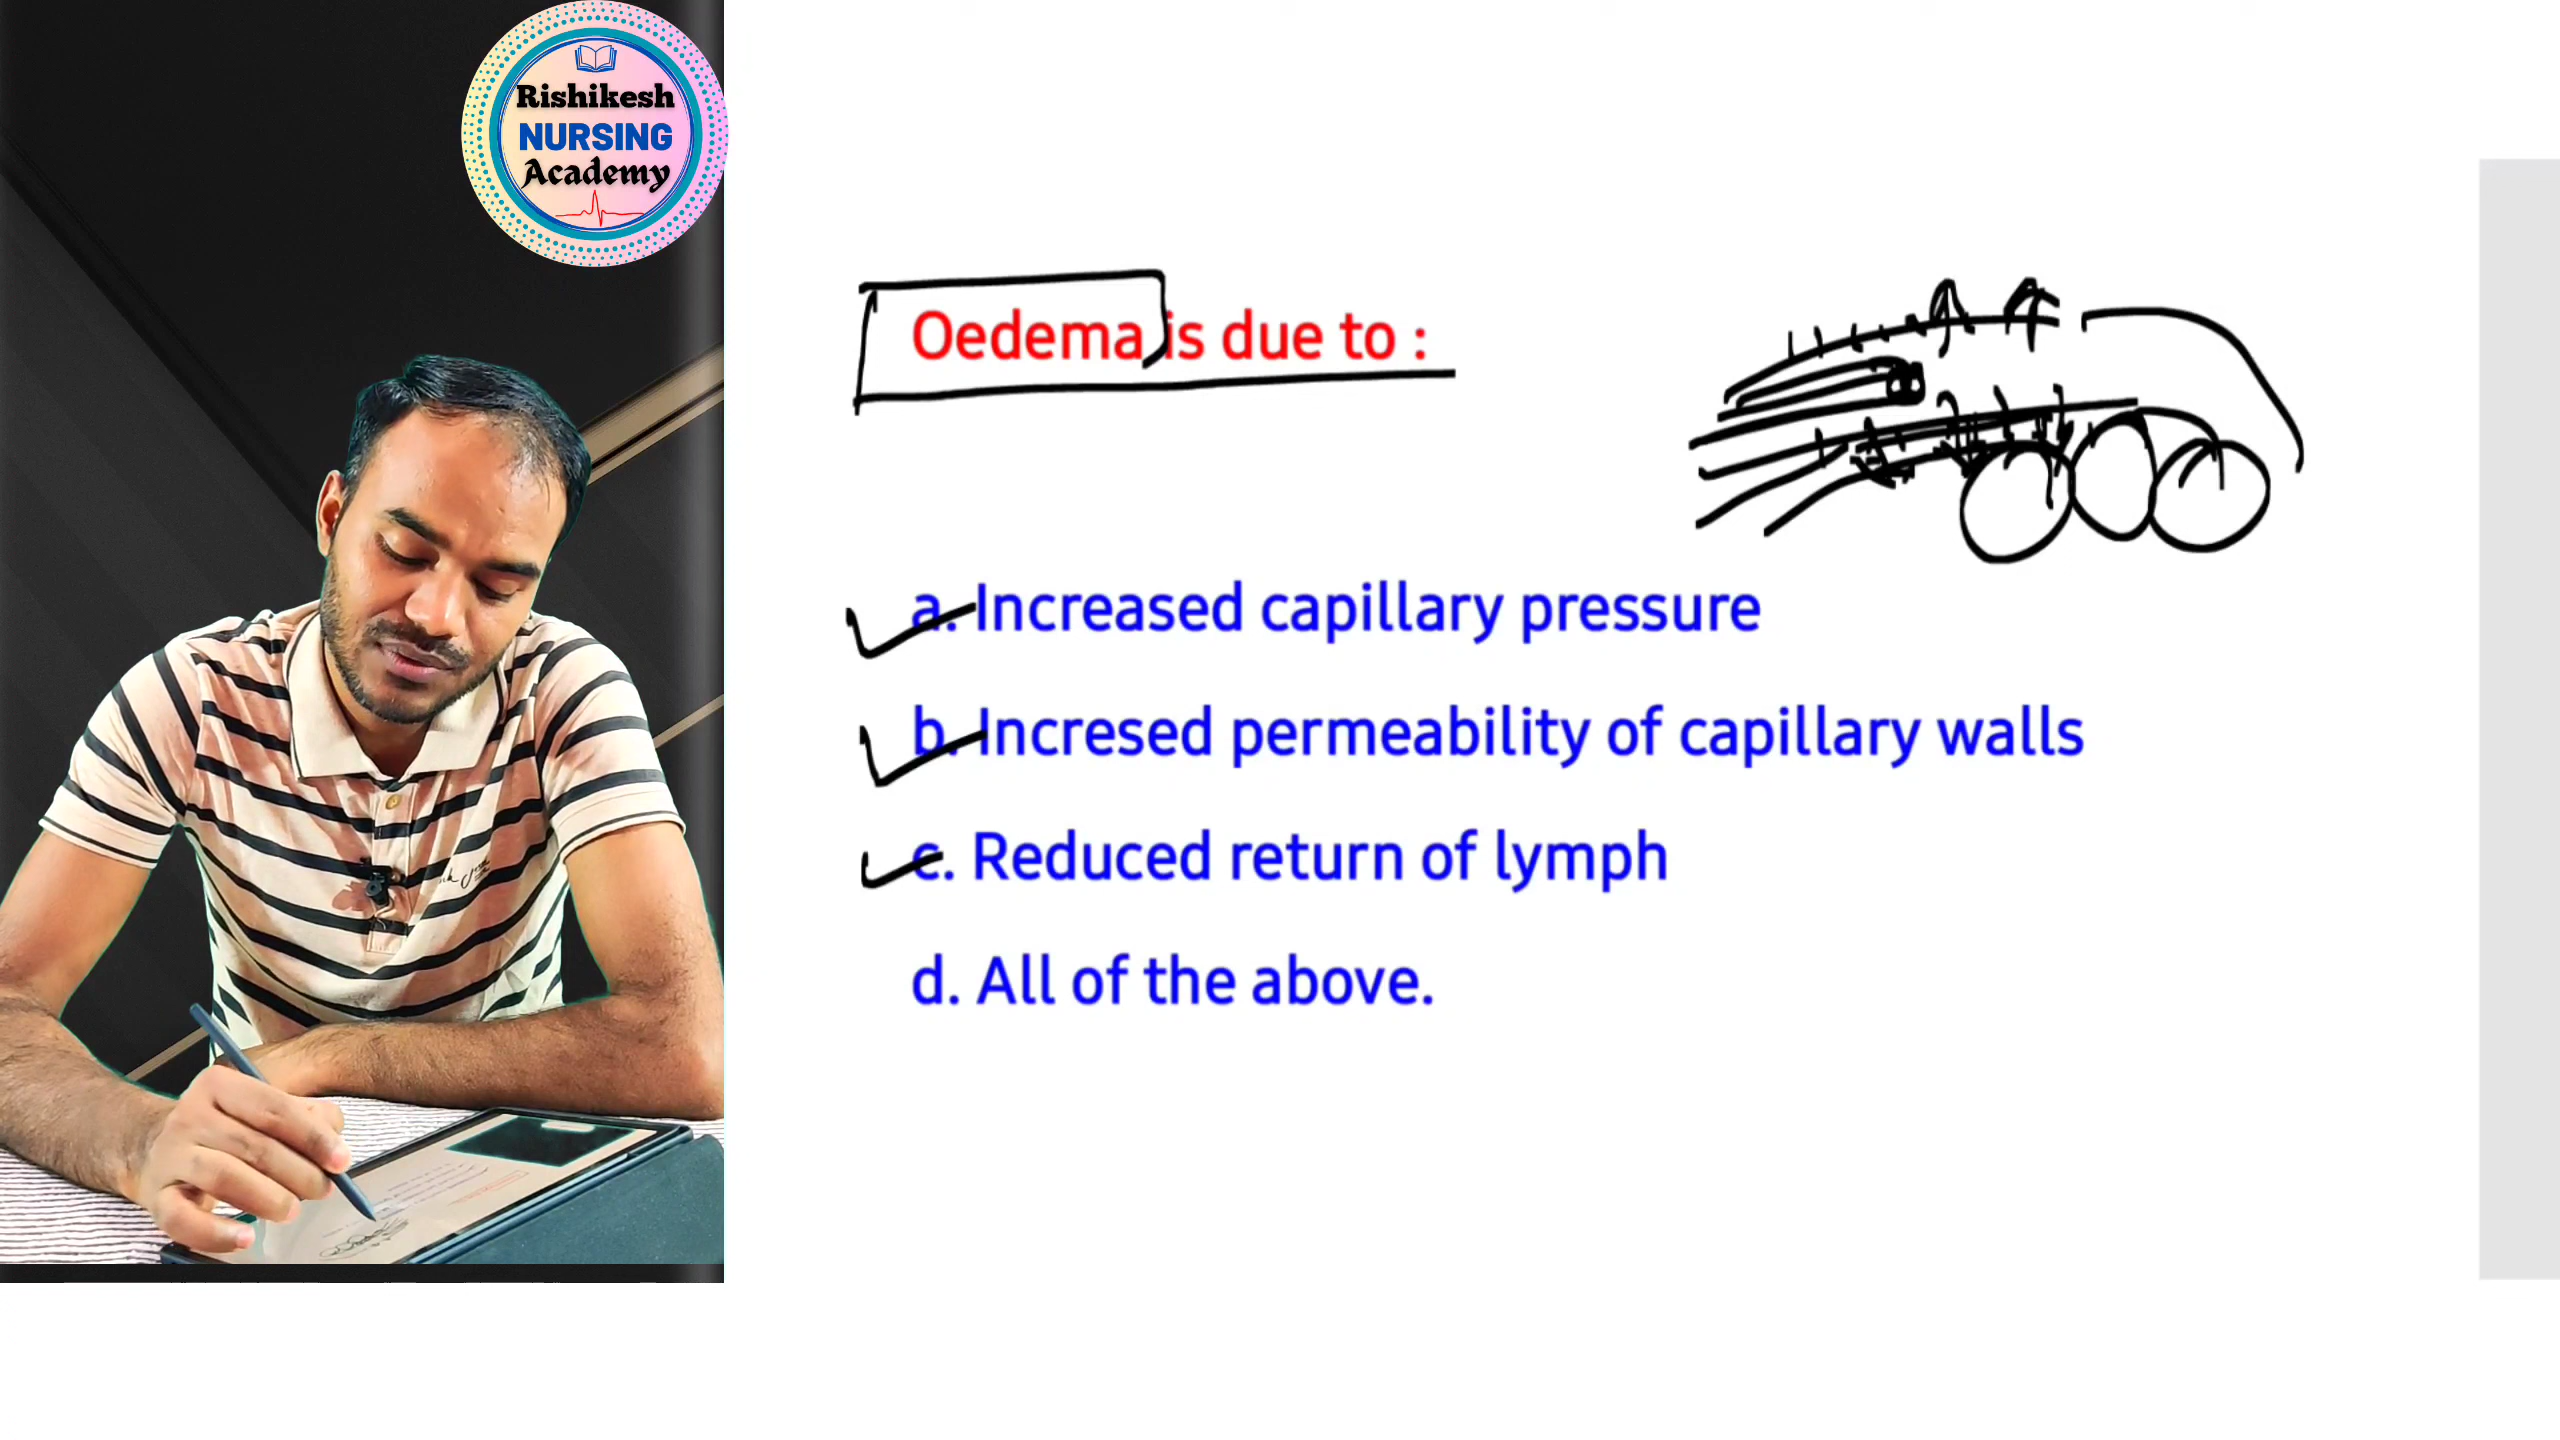 Rishikesh
NURSING
Academy
Oedema is due to :
a. Increased capillary pressure
b. Incresed permeability of capillary walls
c. Reduced return of lymph
d. All of the above.